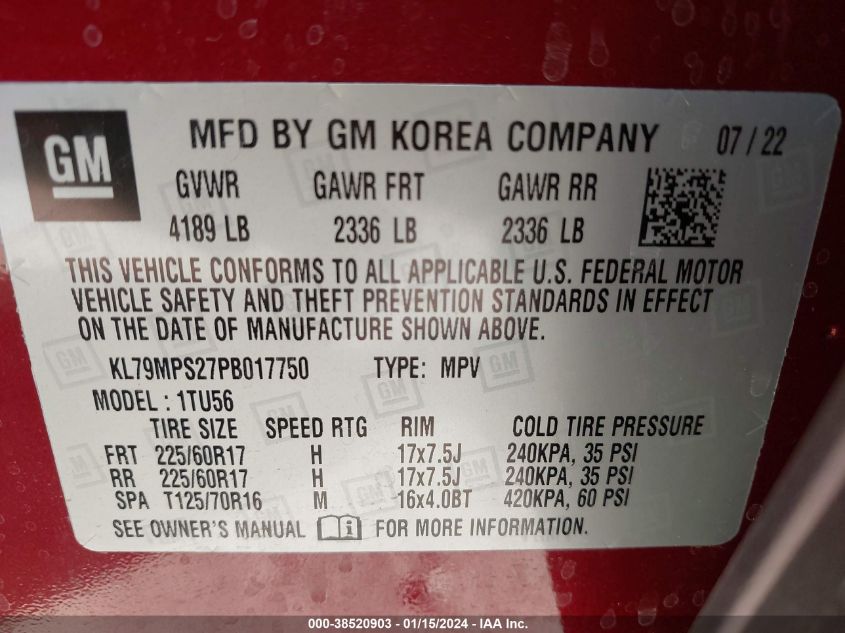 GM
MFD BY GM KOREA COMPANY 07/22
GVWR GAWR FRT GAWR RR
4189 LB 2336 LB 2336 LB
THIS VEHICLE CONFORMS TO ALL APPLICABLE U.S. FEDERAL MOTOR
VEHICLE SAFETY AND THEFT PREVENTION STANDARDS IN EFFECT
ON THE DATE OF MANUFACTURE SHOWN ABOVE.
KL79MPS27PB017750 TYPE: MPV
MODEL: 1TU56
TIRE SIZE SPEED RTG RIM COLD TIRE PRESSURE
FRT 225/60R17 H 17x7.5J 240KPA, 35 PSI
RR 225/60R17 H 17x7.5J 240KPA, 35 PSI
SPA T125/70R16 M 16x4.0BT 420KPA, 60 PSI
SEE OWNER'S MANUAL FOR MORE INFORMATION.
000-38520903 - 01/15/2024 - IAA Inc.